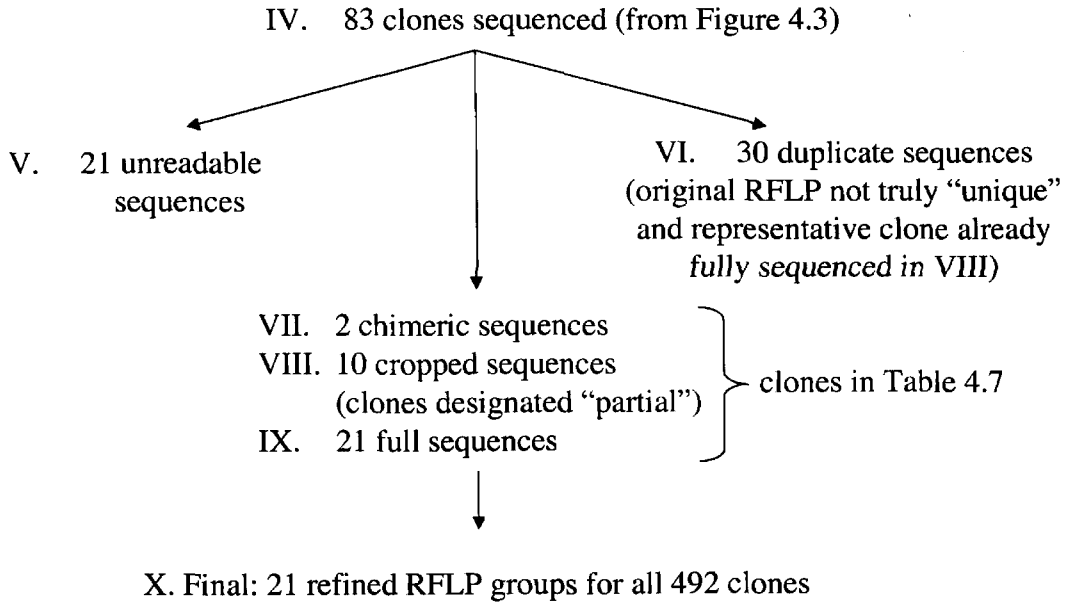 IV. 83 clones sequenced (from Figure 4.3)
V. 21 unreadable
sequences
VI. 30 duplicate sequences
(original RFLP not truly “unique”
and representative clone already
fully sequenced in VIII)
VII. 2 chimeric sequences
VIII. 10 cropped sequences
(clones designated “partial”)
IX. 21 full sequences
clones in Table 4.7
X. Final: 21 refined RFLP groups for all 492 clones